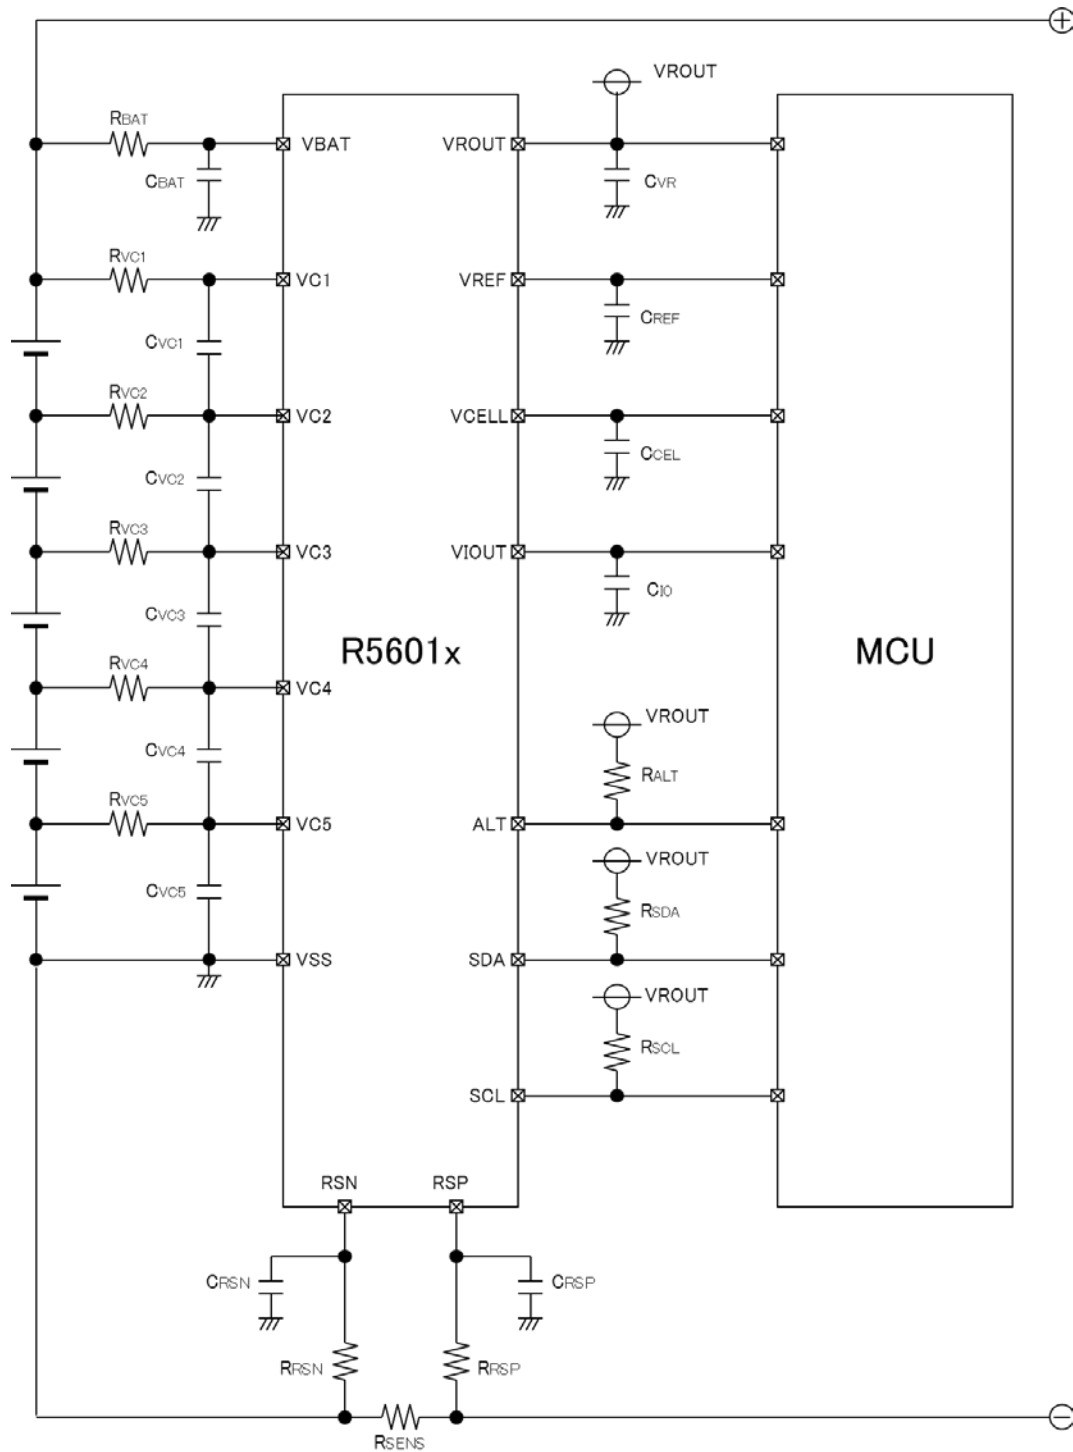 VROUT
RBAT
VBAT
VROUT
CBAT
CVR
RVC1
VC1
VREF
CVC1
CREF
RVC2
VC2
VCELL
CVC2
CCEL
RVC3
VC3
VIOUT
CVC3
CIO
R5601x
MCU
RVC4
VC4
VROUT
CVC4
RALT
RVC5
VC5
ALT
VROUT
CVC5
RSDA
VSS
SDA
VROUT
RSCL
SCL
RSN
RSP
CRSN
CRSP
RRSN
RRSP
RSENS